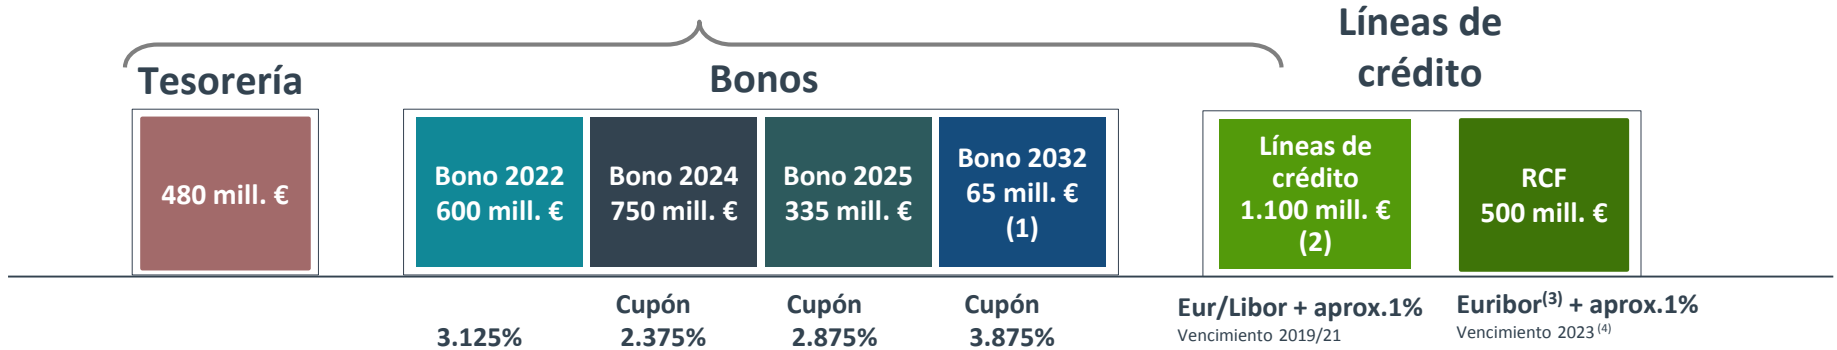 Tesorería
480 mill. €
Bonos
Bono 2022
600 mill. €
3.125%
Bono 2024
750 mill. €
Cupón
2.375%
Bono 2025
335 mill. €
Cupón
2.875%
Bono 2032
65 mill. €
(1)
Cupón
3.875%
Líneas de
crédito
Líneas de
crédito
1.100 mill. €
(2)
Eur/Libor + aprox.1%
Vencimiento 2019/21
RCF
500 mill. €
Euribor(3) + aprox.1%
Vencimiento 2023 (4)